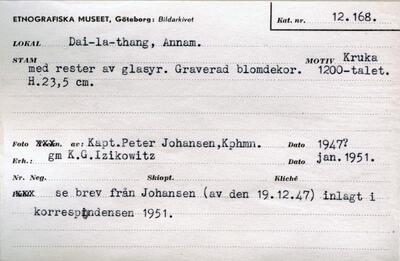 ETNOGRAFISKA MUSEET, Göteborg: Bildarkivet
Kat. nr. 12.168.
LOKAL Dai-la-thang, Annam.
STAM MOTIV Kruka
med rester av glasyr. Graverad blomdekor. 1200-talet.
H.23,5 cm.
Foto av: Kapt.Peter Johansen,Kphmn. Dato 1947?
Erh.: gm K.G.Izikowitz Dato jan.1951.
Nr. Neg. Skiopt. Kliché
se brev från Johansen (av den 19.12.47) inlagt i
korrespondensen 1951.